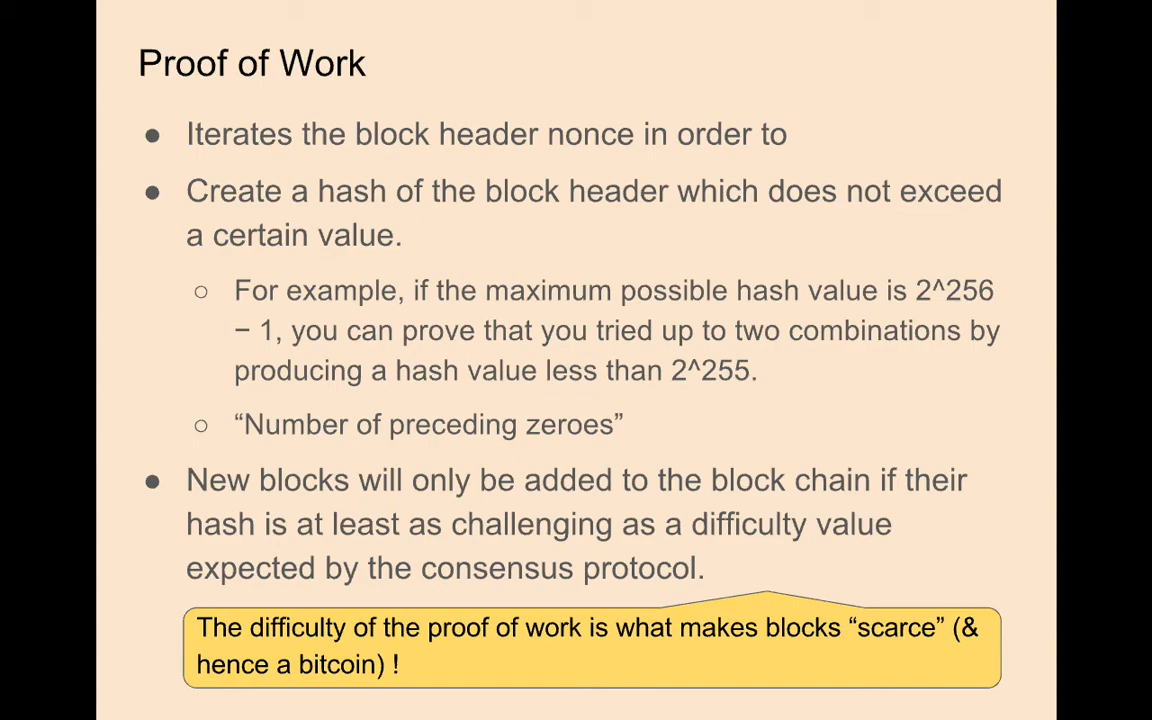 Proof of Work
● Iterates the block header nonce in order to
● Create a hash of the block header which does not exceed
a certain value.
○ For example, if the maximum possible hash value is 2^256
− 1, you can prove that you tried up to two combinations by
producing a hash value less than 2^255.
○ “Number of preceding zeroes”
● New blocks will only be added to the block chain if their
hash is at least as challenging as a difficulty value
expected by the consensus protocol.
The difficulty of the proof of work is what makes blocks “scarce” (&
hence a bitcoin) !